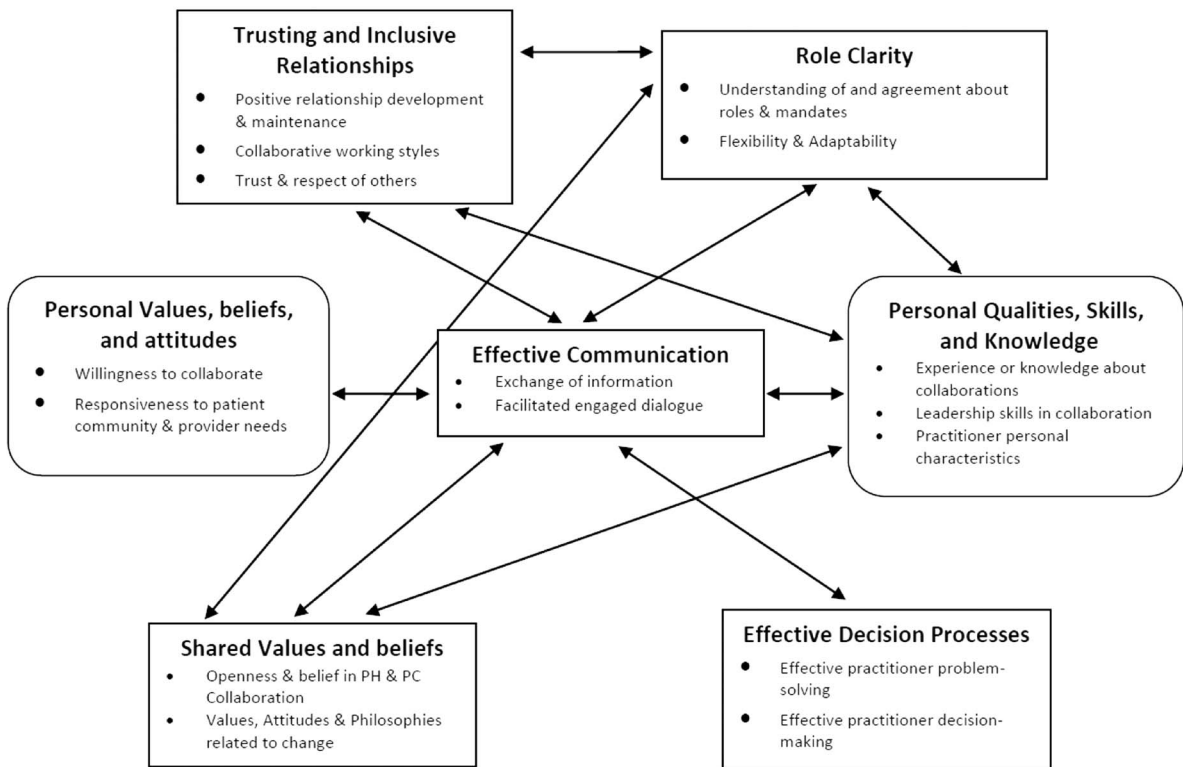 Trusting and Inclusive
Relationships
● Positive relationship development
& maintenance
● Collaborative working styles
● Trust & respect of others
Role Clarity
● Understanding of and agreement about
roles & mandates
● Flexibility & Adaptability
Personal Values, beliefs,
and attitudes
● Willingness to collaborate
● Responsiveness to patient
community & provider needs
Effective Communication
• Exchange of information
• Facilitated engaged dialogue
Personal Qualities, Skills,
and Knowledge
• Experience or knowledge about
collaborations
• Leadership skills in collaboration
• Practitioner personal
characteristics
Shared Values and beliefs
• Openness & belief in PH & PC
Collaboration
• Values, Attitudes & Philosophies
related to change
Effective Decision Processes
● Effective practitioner problem-
solving
● Effective practitioner decision-
making